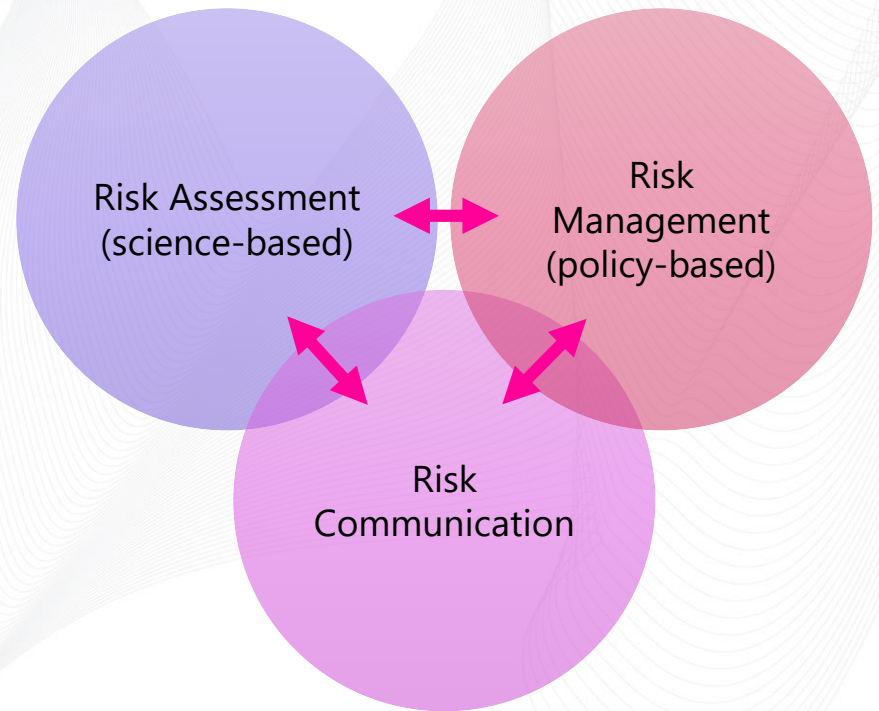 Risk Assessment
(science-based)
Risk
Management
(policy-based)
Risk
Communication